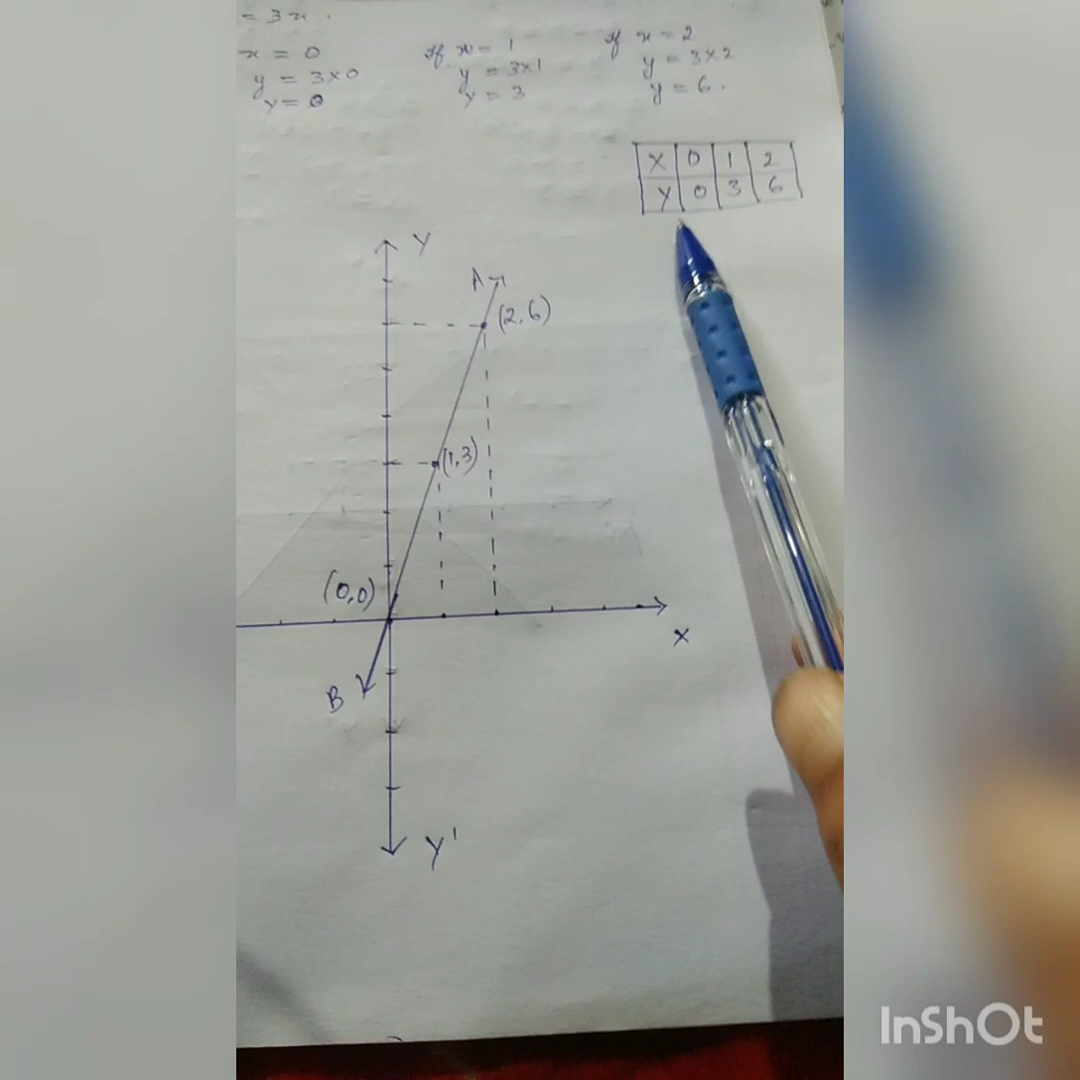 = 3x.
x = 0
y = 3×0
y = 0
If x = 1
y = 3×1
y = 3
If x = 2
y = 3×2
y = 6.
X 0 1 2
Y 0 3 6
Y
A
(2,6)
(1,3)
(0,0)
X
B
Y'
InShOt